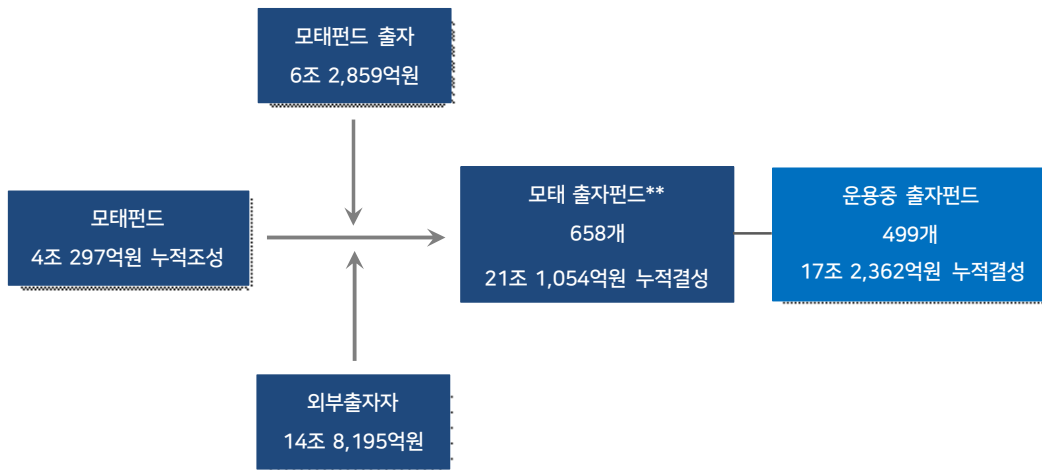 모태펀드 출자
6조 2,859억원
모태펀드
4조 297억원 누적조성
모태 출자펀드**
658개
21조 1,054억원 누적결성
운용중 출자펀드
499개
17조 2,362억원 누적결성
외부출자자
14조 8,195억원